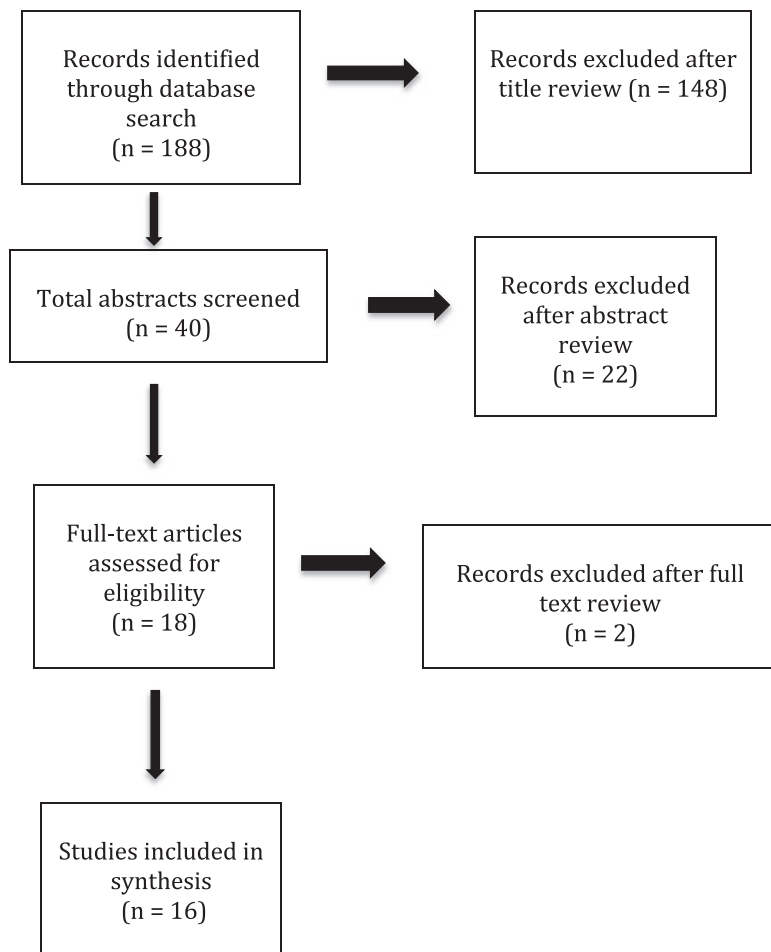 Records identified
through database
search
(n = 188)
Records excluded after
title review (n = 148)
Total abstracts screened
(n = 40)
Records excluded
after abstract
review
(n = 22)
Full-text articles
assessed for
eligibility
(n = 18)
Records excluded after full
text review
(n = 2)
Studies included in
synthesis
(n = 16)